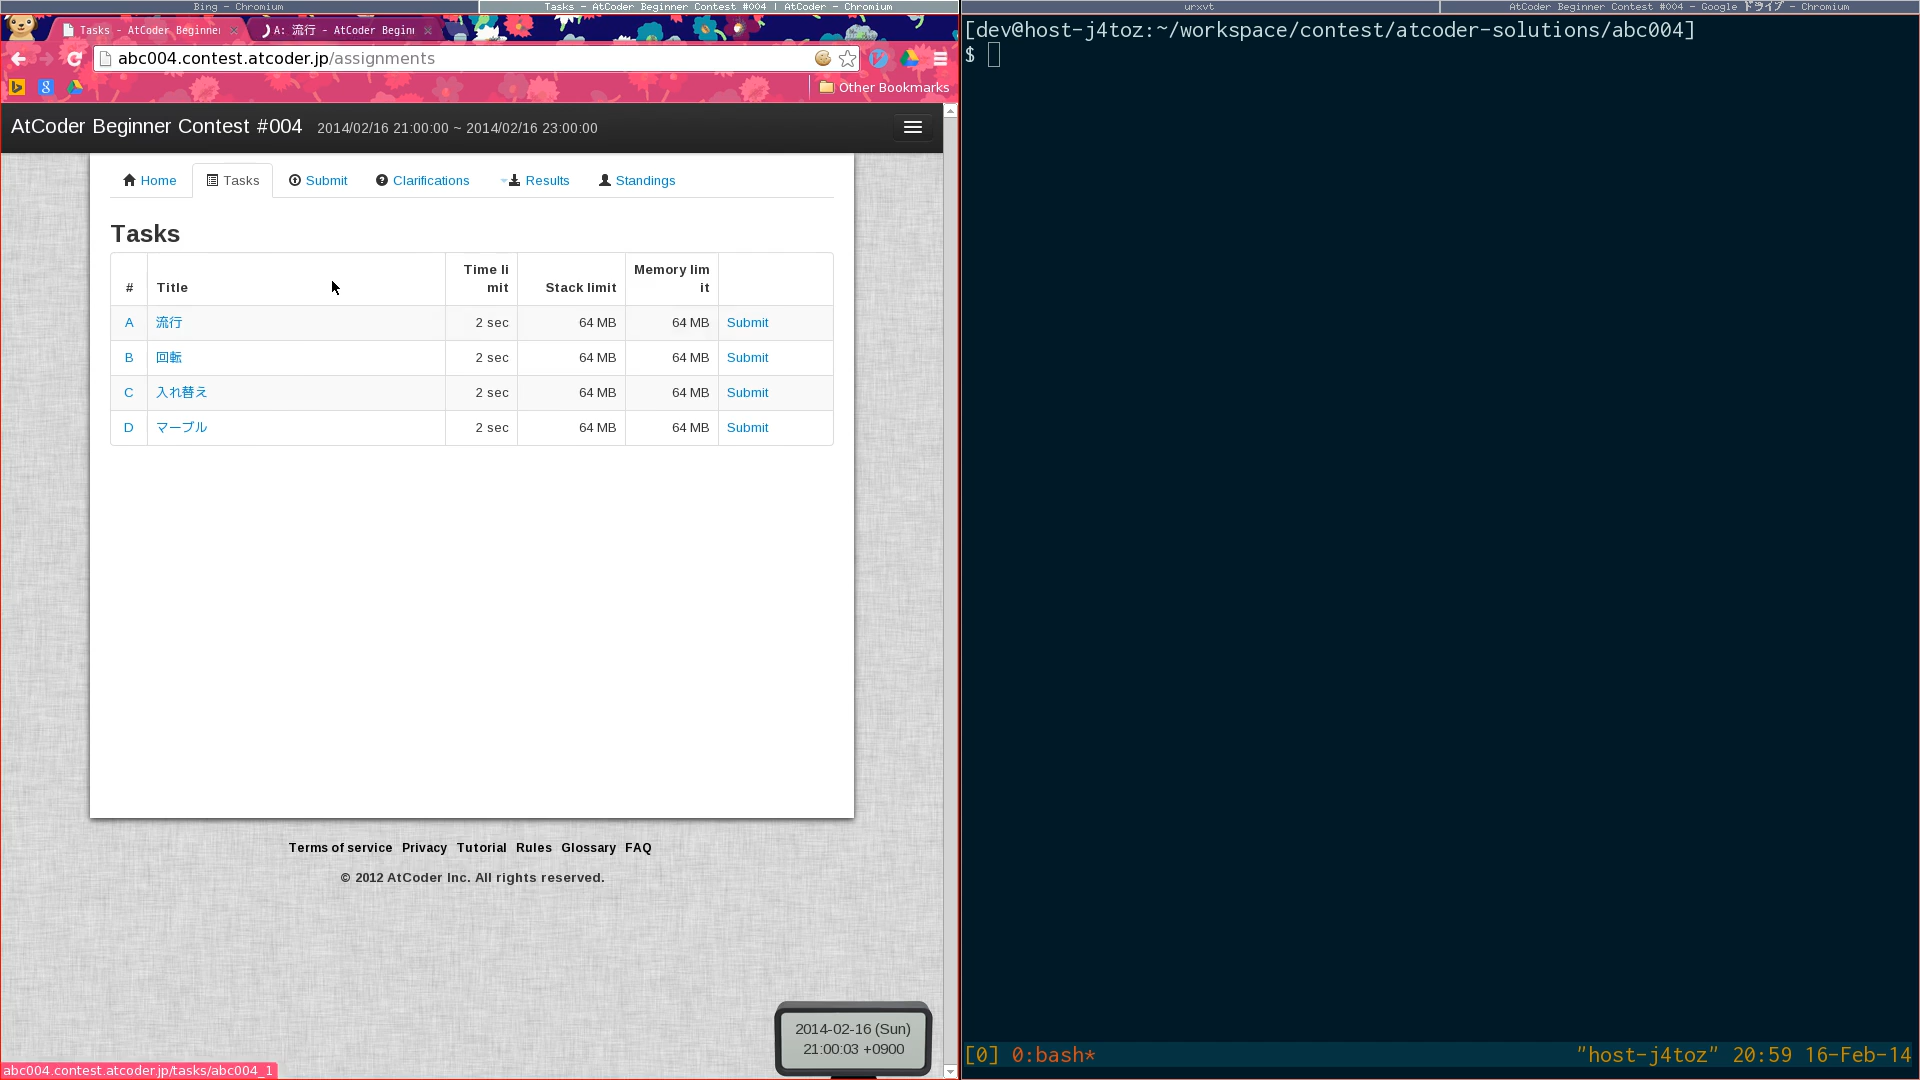 Bing - Chromium
Tasks - AtCoder Beginner Contest #004 | AtCoder - Chromium
urxvt
AtCoder Beginner Contest #004 - Google ドライブ - Chromium
Tasks - AtCoder Beginner
A: 流行 - AtCoder Begin
abc004.contest.atcoder.jp/assignments
Other Bookmarks
AtCoder Beginner Contest #004 2014/02/16 21:00:00 ~ 2014/02/16 23:00:00
Home Tasks Submit Clarifications Results Standings
Tasks
# Title Time li
mit Stack limit Memory lim
it
A 流行 2 sec 64 MB 64 MB Submit
B 回転 2 sec 64 MB 64 MB Submit
C 入れ替え 2 sec 64 MB 64 MB Submit
D マーブル 2 sec 64 MB 64 MB Submit
Terms of service Privacy Tutorial Rules Glossary FAQ
© 2012 AtCoder Inc. All rights reserved.
2014-02-16 (Sun)
21:00:03 +0900
abc004.contest.atcoder.jp/tasks/abc004_1
[dev@host-j4toz:~/workspace/contest/atcoder-solutions/abc004]
$
[0] 0:bash* "host-j4toz" 20:59 16-Feb-14